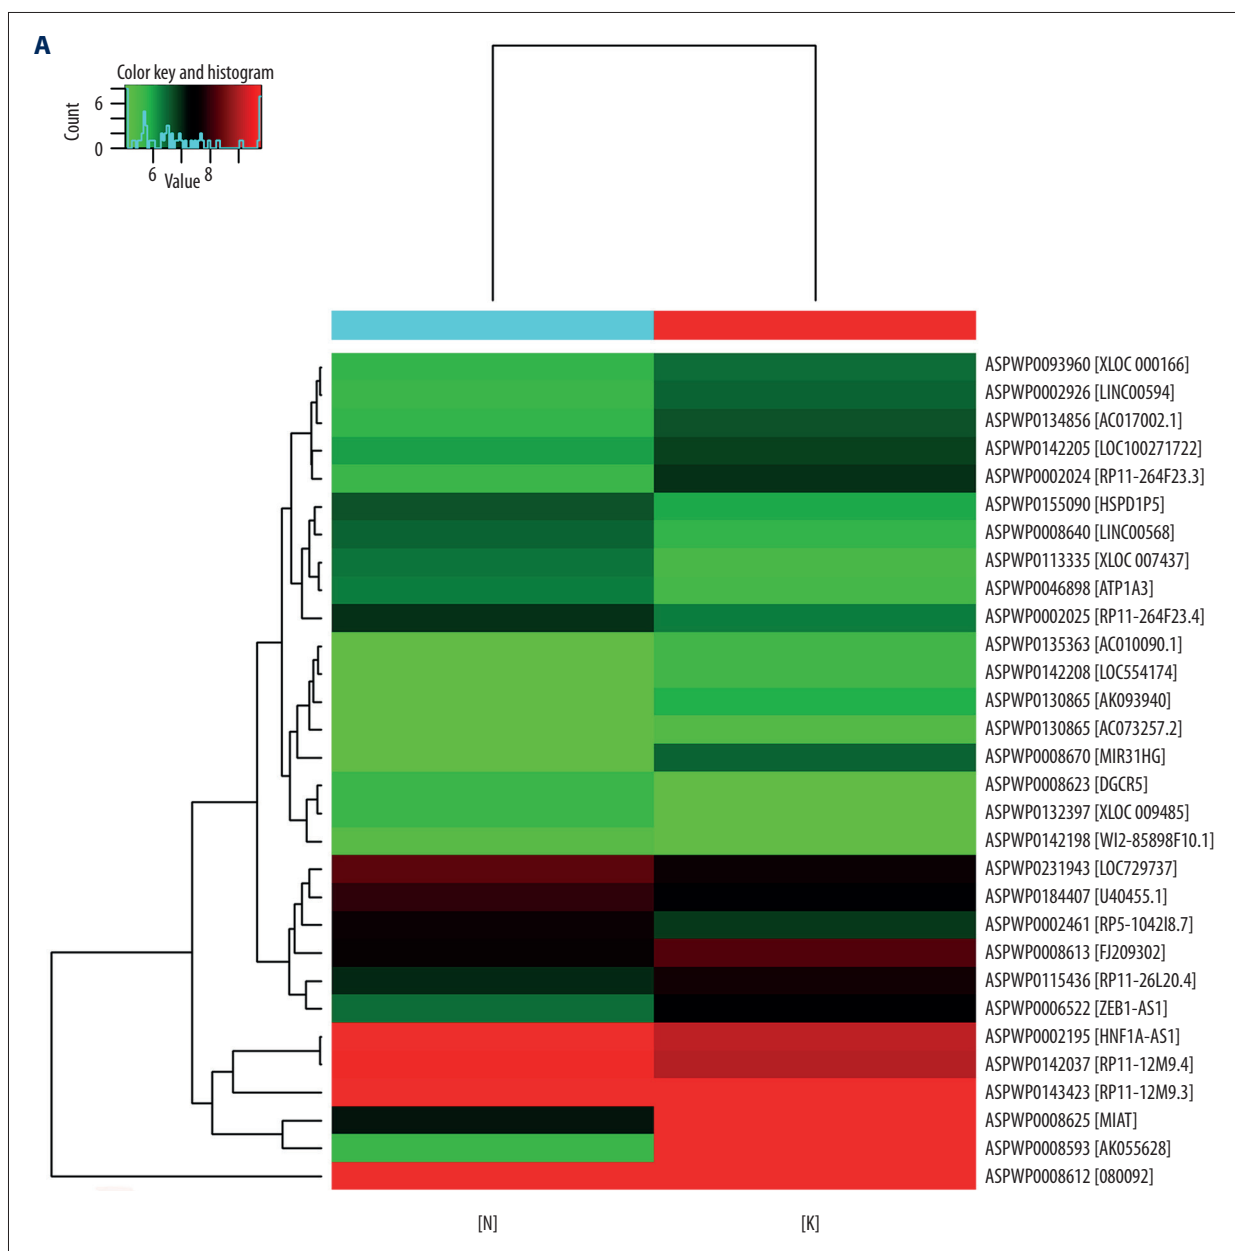 A
Color key and histogram
Count
6
0
6
8
Value
ASPWP0093960 [XLOC 000166]
ASPWP0002926 [LINC00594]
ASPWP0134856 [AC017002.1]
ASPWP0142205 [LOC100271722]
ASPWP0002024 [RP11-264F23.3]
ASPWP0155090 [HSPD1P5]
ASPWP0008640 [LINC00568]
ASPWP0113335 [XLOC 007437]
ASPWP0046898 [ATP1A3]
ASPWP0002025 [RP11-264F23.4]
ASPWP0135363 [AC010090.1]
ASPWP0142208 [LOC554174]
ASPWP0130865 [AK093940]
ASPWP0130865 [AC073257.2]
ASPWP0008670 [MIR31HG]
ASPWP0008623 [DGCR5]
ASPWP0132397 [XLOC 009485]
ASPWP0142198 [WI2-85898F10.1]
ASPWP0231943 [LOC729737]
ASPWP0184407 [U40455.1]
ASPWP0002461 [RP5-1042I8.7]
ASPWP0008613 [FJ209302]
ASPWP0115436 [RP11-26L20.4]
ASPWP0006522 [ZEB1-AS1]
ASPWP0002195 [HNF1A-AS1]
ASPWP0142037 [RP11-12M9.4]
ASPWP0143423 [RP11-12M9.3]
ASPWP0008625 [MIAT]
ASPWP0008593 [AK055628]
ASPWP0008612 [080092]
[N]
[K]